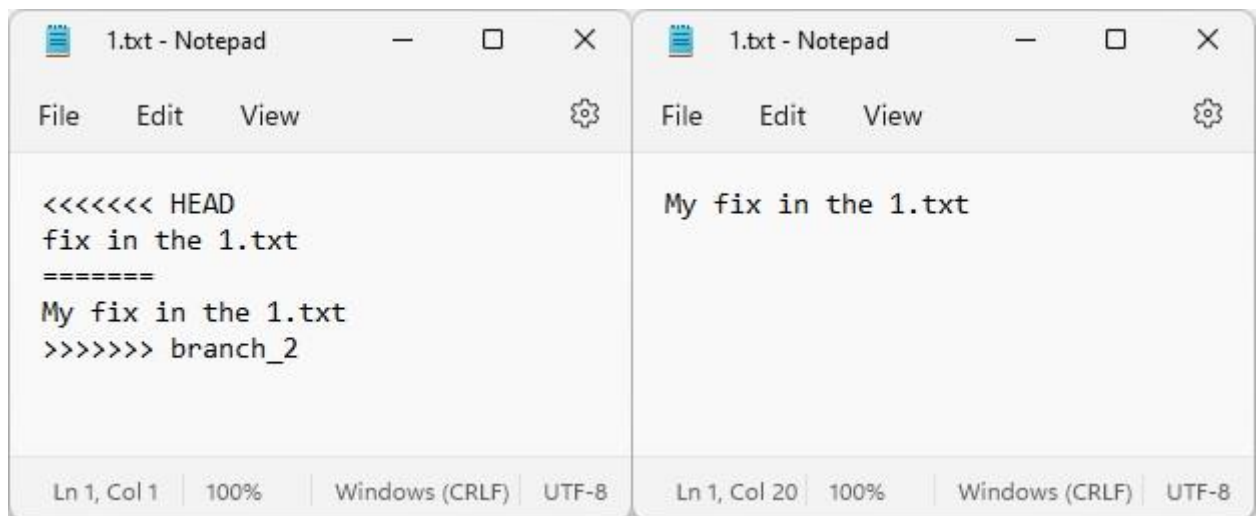 1.txt - Notepad
File Edit View
<<<<<<< HEAD
fix in the 1.txt
=======
My fix in the 1.txt
>>>>>>> branch_2
Ln 1, Col 1 100% Windows (CRLF) UTF-8
1.txt - Notepad
File Edit View
My fix in the 1.txt
Ln 1, Col 20 100% Windows (CRLF) UTF-8